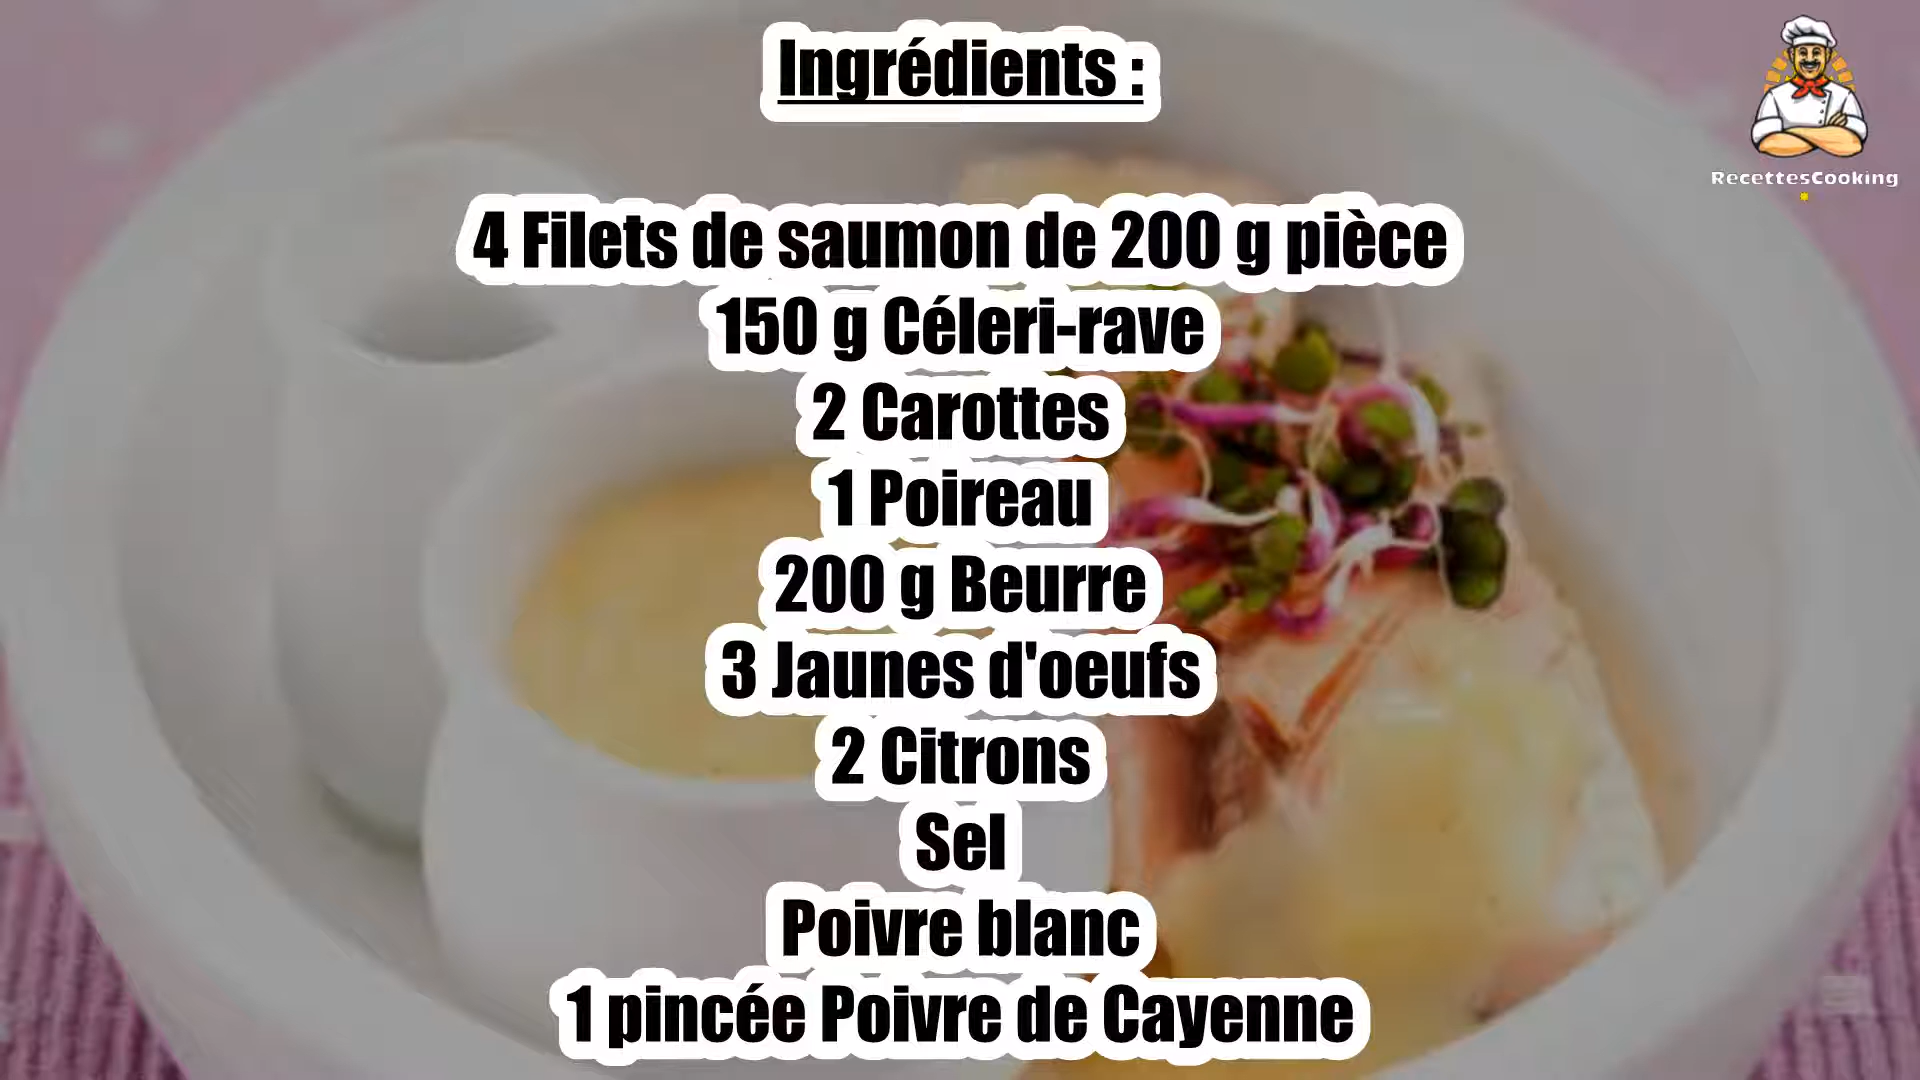 Ingrédients :
RecettesCooking
4 Filets de saumon de 200 g pièce
150 g Céleri-rave
2 Carottes
1 Poireau
200 g Beurre
3 Jaunes d'oeufs
2 Citrons
Sel
Poivre blanc
1 pincée Poivre de Cayenne